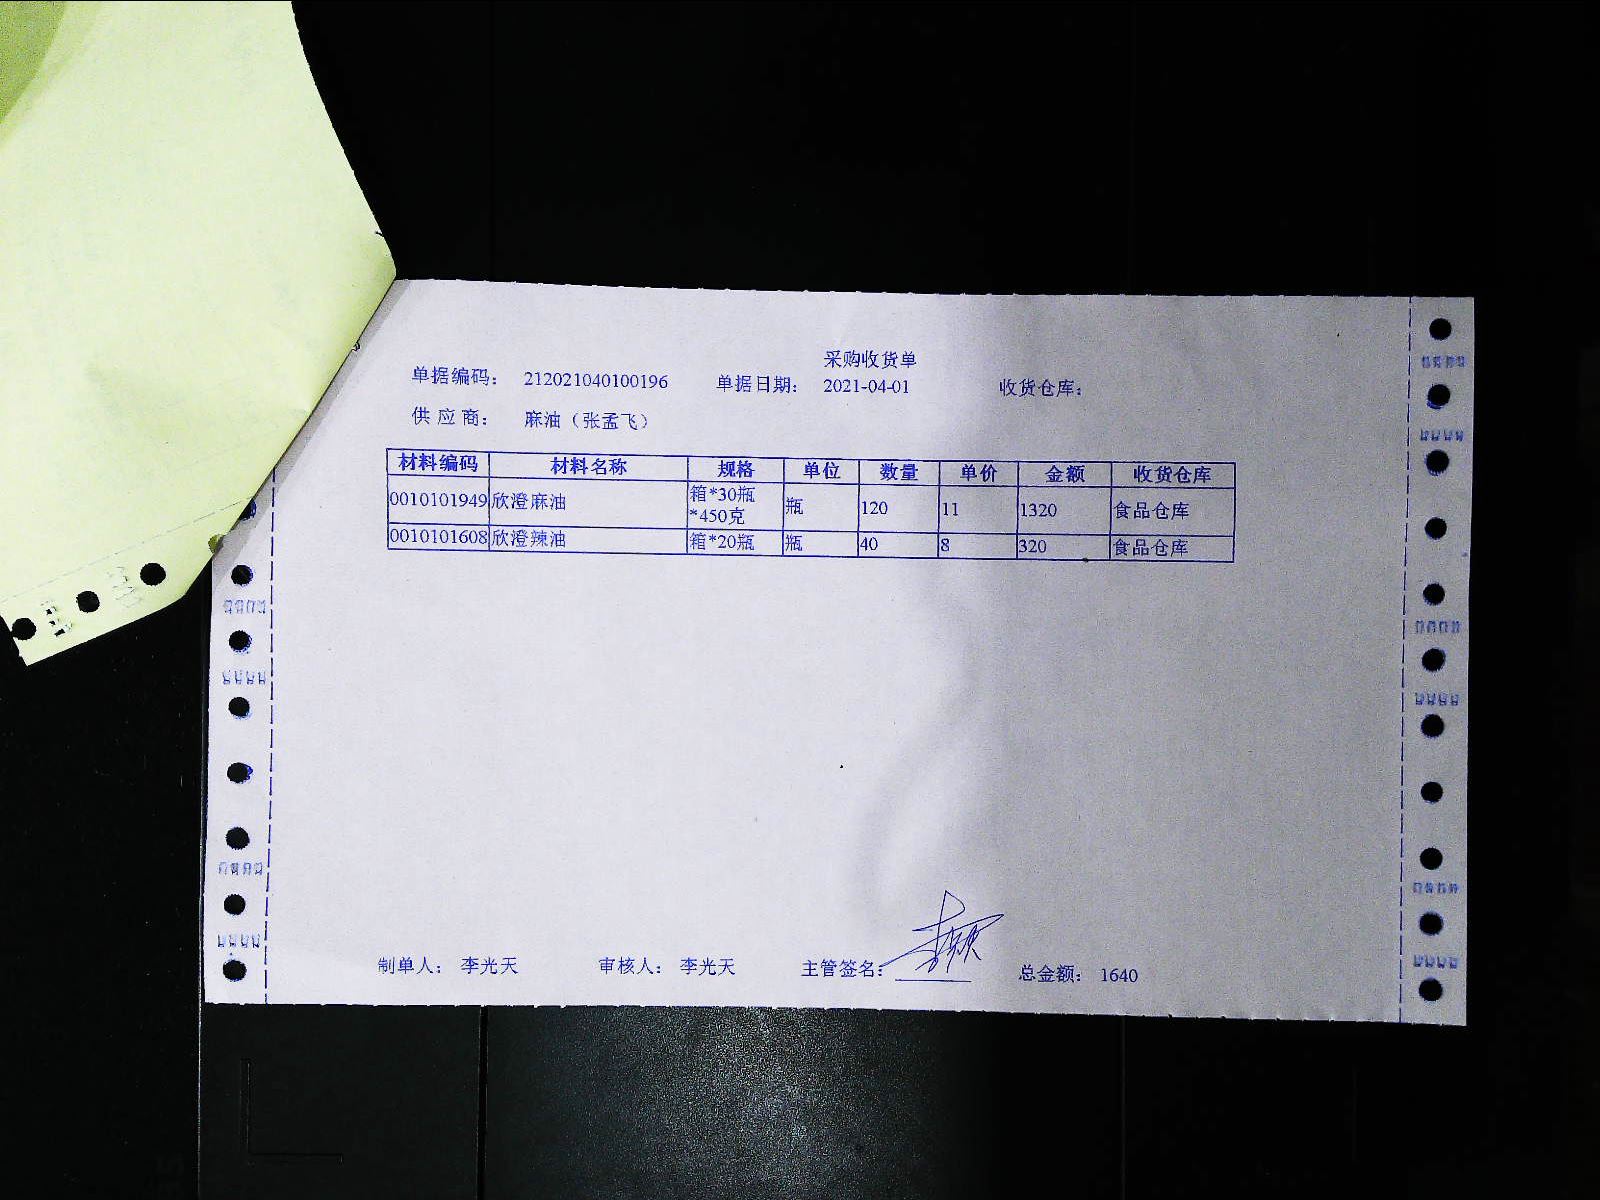 采购收货单
单据编码： 212021040100196 单据日期： 2021-04-01 收货仓库：
供 应 商： 麻油（张孟飞）
材料编码 材料名称 规格 单位 数量 单价 金额 收货仓库
0010101949 欣澄麻油 箱*30瓶*450克 瓶 120 11 1320 食品仓库
0010101608 欣澄辣油 箱*20瓶 瓶 40 8 320 食品仓库
制单人： 李光天 审核人： 李光天 主管签名： 总金额： 1640